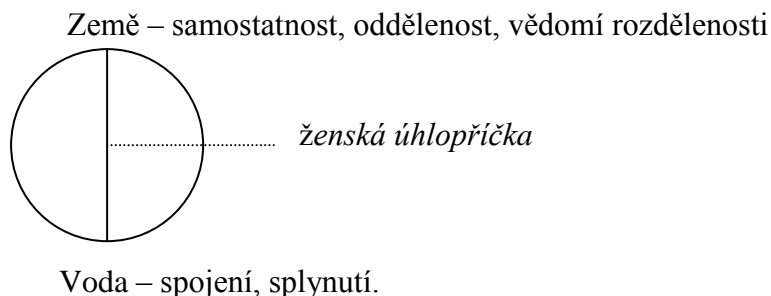 Země – samostatnost, oddělenost, vědomí rozdělenosti
ženská úhlopříčka
Voda – spojení, splynutí.